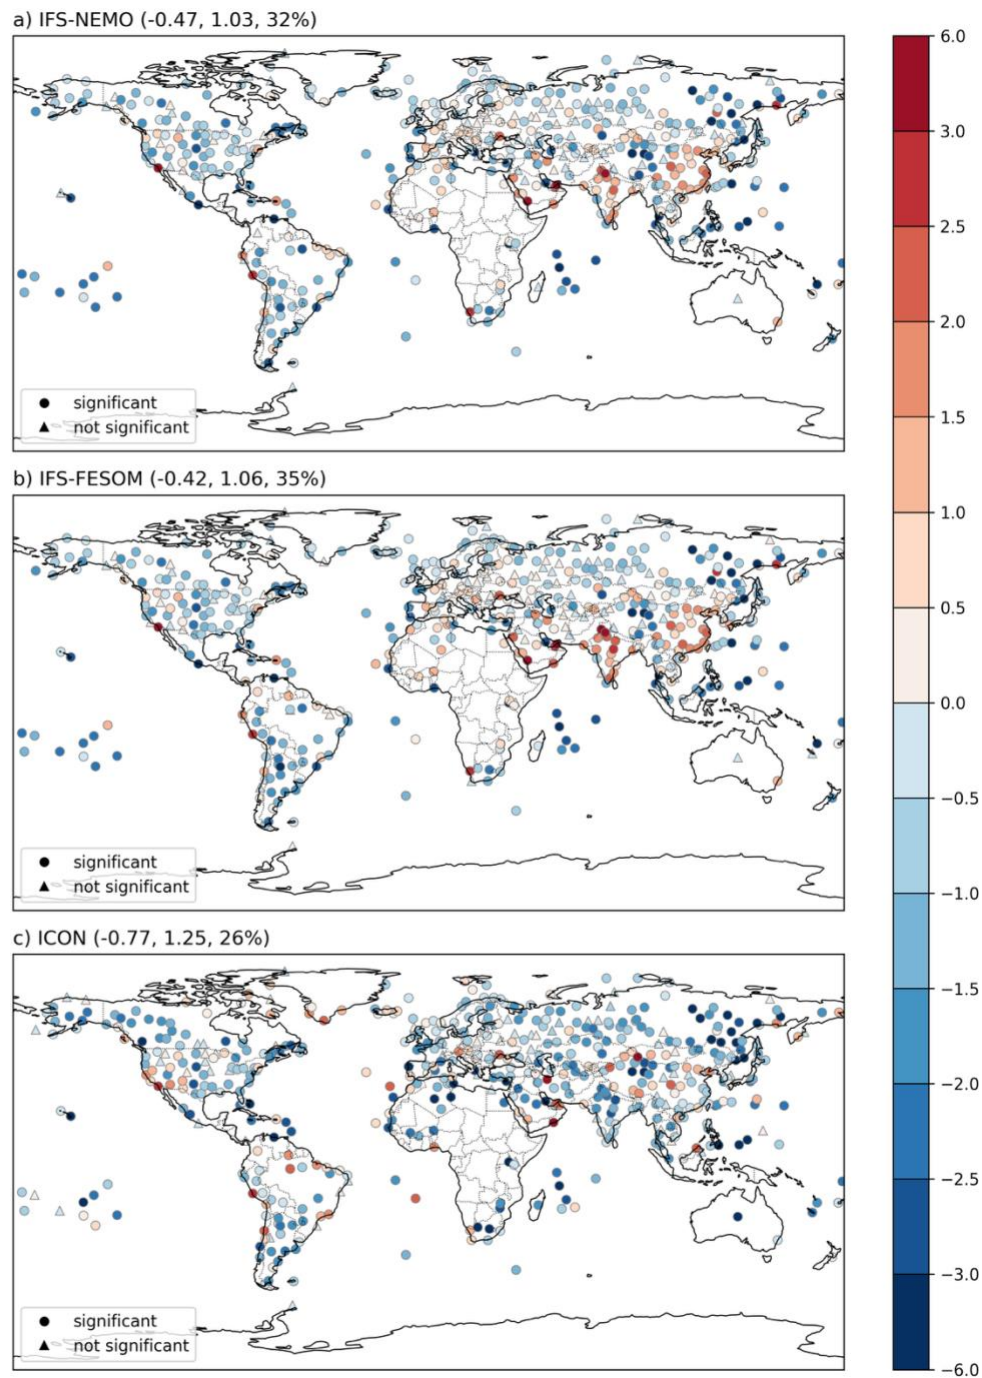 a) IFS-NEMO (-0.47, 1.03, 32%)
significant
not significant
b) IFS-FESOM (-0.42, 1.06, 35%)
significant
not significant
c) ICON (-0.77, 1.25, 26%)
significant
not significant
6.0
3.0
2.5
2.0
1.5
1.0
0.5
0.0
−0.5
−1.0
−1.5
−2.0
−2.5
−3.0
−6.0